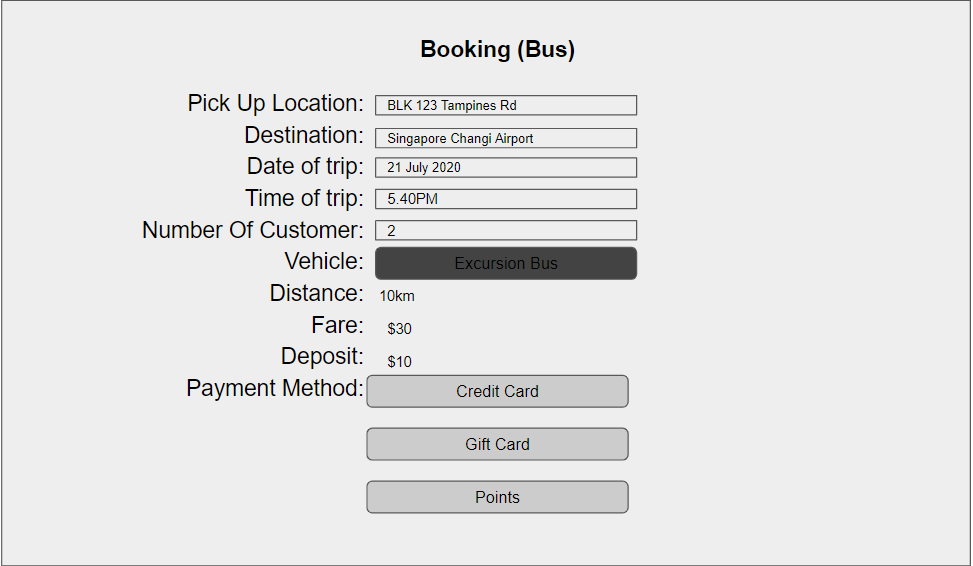 Booking (Bus)
Pick Up Location: BLK 123 Tampines Rd
Destination: Singapore Changi Airport
Date of trip: 21 July 2020
Time of trip: 5.40PM
Number Of Customer: 2
Vehicle: Excursion Bus
Distance: 10km
Fare: $30
Deposit: $10
Payment Method: Credit Card
Gift Card
Points